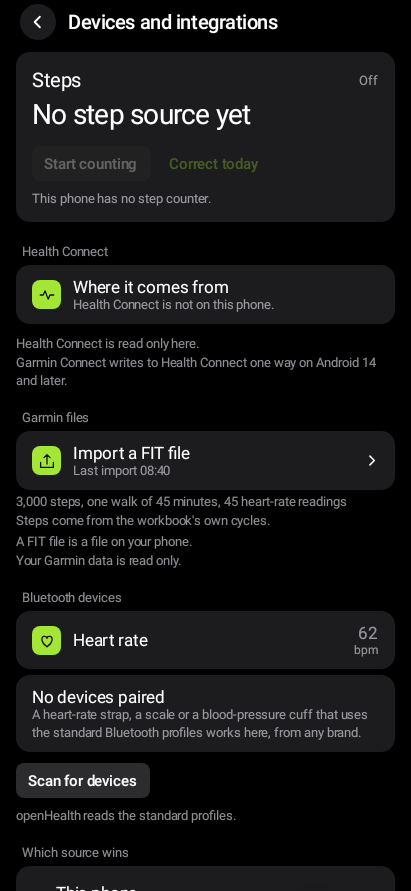 Devices and integrations
Steps
Off
No step source yet
Start counting
Correct today
This phone has no step counter.
Health Connect
Where it comes from
Health Connect is not on this phone.
Health Connect is read only here.
Garmin Connect writes to Health Connect one way on Android 14
and later.
Garmin files
Import a FIT file
Last import 08:40
3,000 steps, one walk of 45 minutes, 45 heart-rate readings
Steps come from the workbook's own cycles.
A FIT file is a file on your phone.
Your Garmin data is read only.
Bluetooth devices
Heart rate
62
bpm
No devices paired
A heart-rate strap, a scale or a blood-pressure cuff that uses
the standard Bluetooth profiles works here, from any brand.
Scan for devices
openHealth reads the standard profiles.
Which source wins
This phone